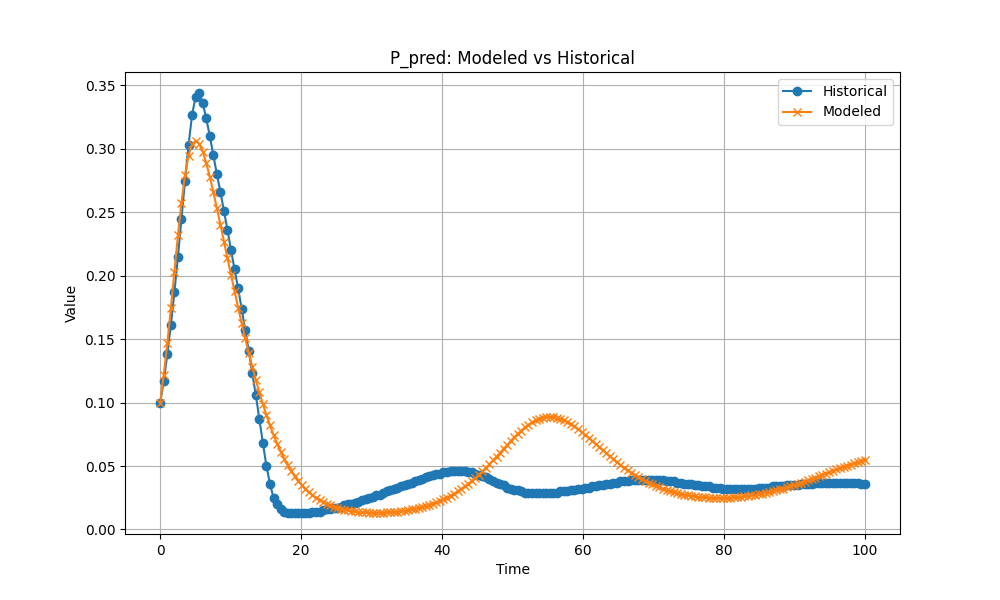 P_pred: Modeled vs Historical
Historical
Modeled
Value
0.35
0.30
0.25
0.20
0.15
0.10
0.05
0.00
0 20 40 60 80 100
Time